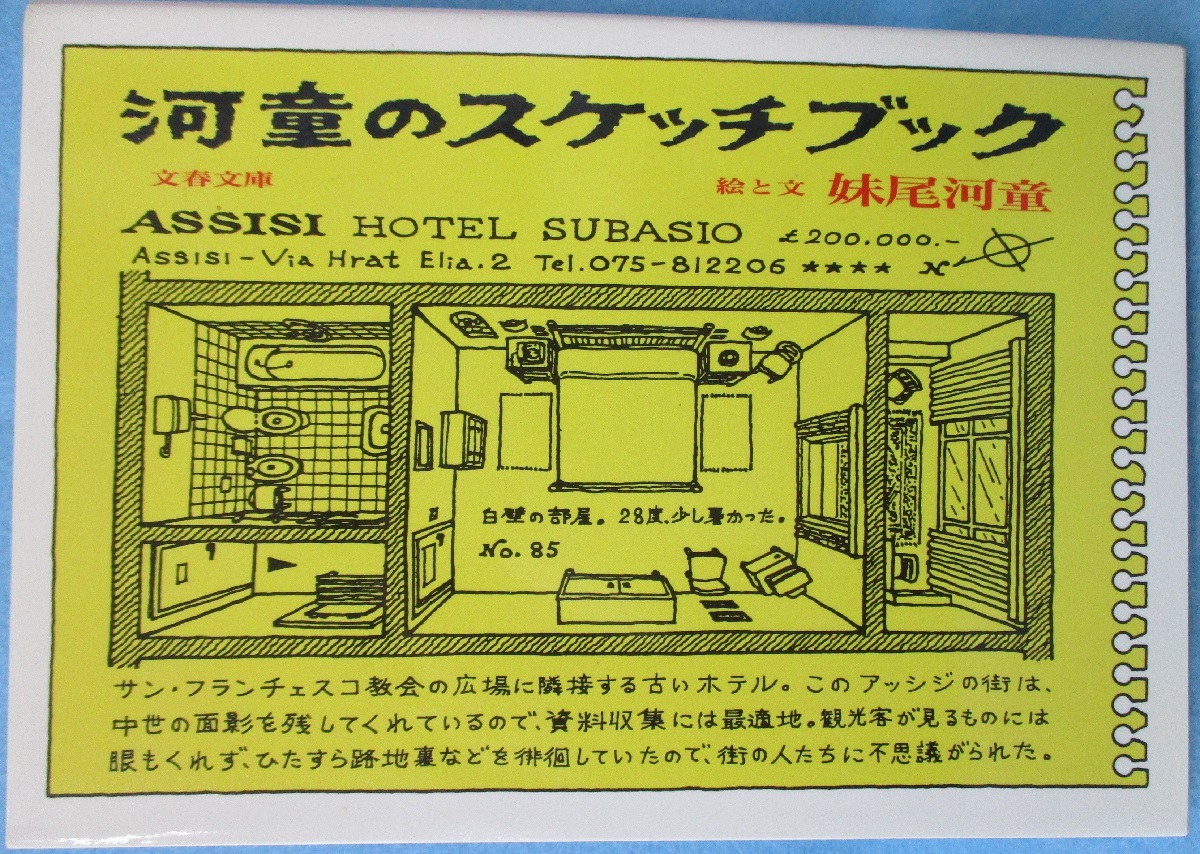 河童のスケッチブック
文春文庫
絵と文 妹尾河童
ASSISI HOTEL SUBASIO £200.000.-
Assisi-Via Hrat Elia.2 Tel.075-812206 ★★★★ N
白壁の部屋。28度、少し暑かった。
No. 85
サン・フランチェスコ教会の広場に隣接する古いホテル。このアッシジの街は、
中世の面影を残してくれているので、資料収集には最適地。観光客が見るものには
眼もくれず、ひたすら路地裏などを徘徊していたので、街の人たちに不思議がられた。